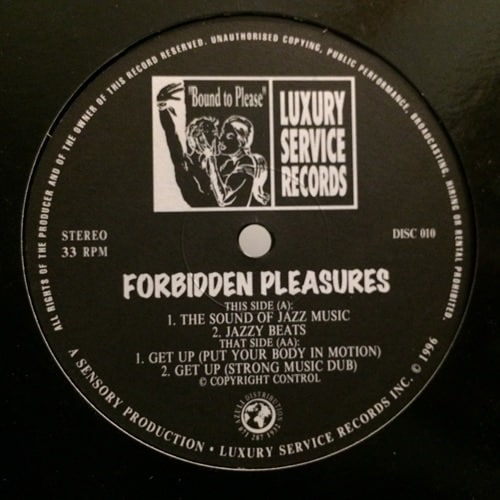 ALL RIGHTS OF THE PRODUCER AND OF THE OWNER OF THIS RECORD RESERVED. UNAUTHORISED COPYING, PUBLIC PERFORMANCE, BROADCASTING, HIRING OR RENTAL PROHIBITED.
"Bound to Please"
LUXURY
SERVICE
RECORDS
STEREO
33 RPM
DISC 010
FORBIDDEN PLEASURES
THIS SIDE (A):
1. THE SOUND OF JAZZ MUSIC
2. JAZZY BEATS
THAT SIDE (AA):
1. GET UP (PUT YOUR BODY IN MOTION)
2. GET UP (STRONG MUSIC DUB)
© COPYRIGHT CONTROL
DISTRIBUTION
A SENSORY PRODUCTION • LUXURY SERVICE RECORDS INC. © 1996